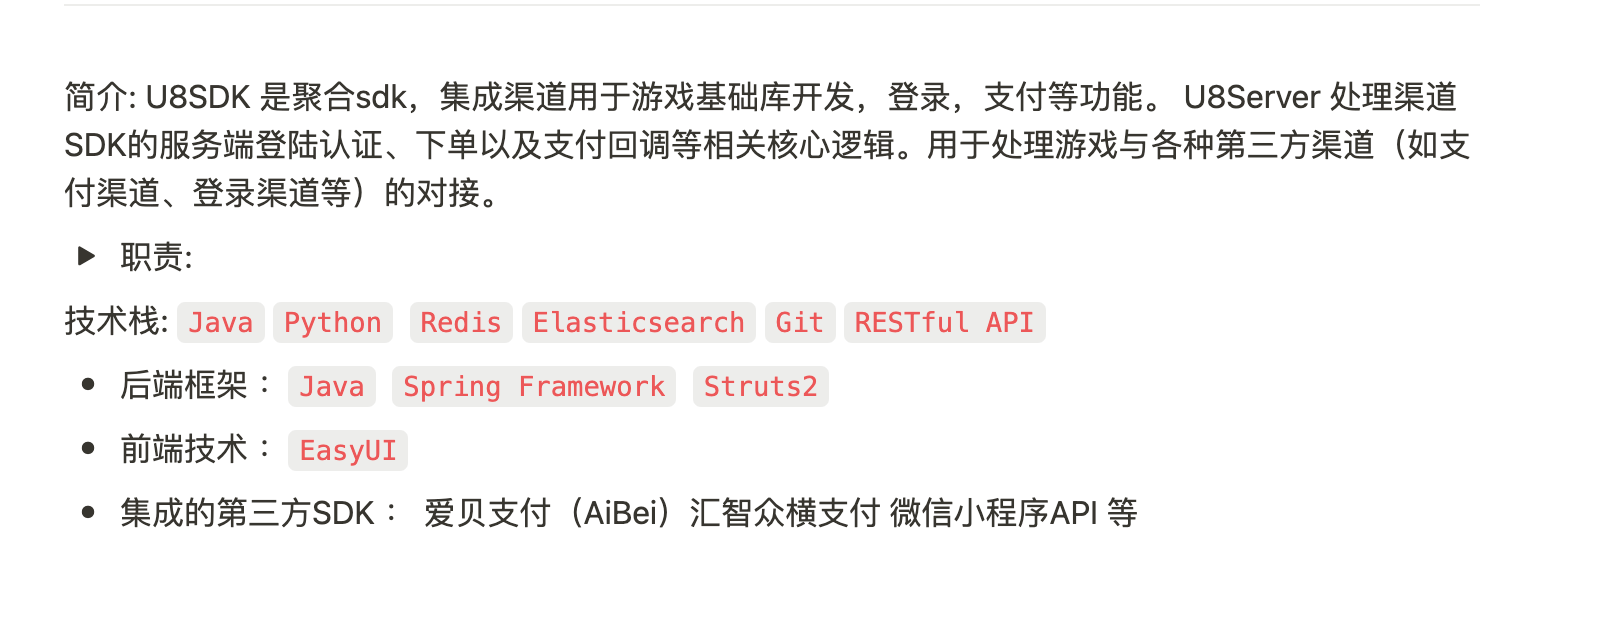 简介: U8SDK 是聚合sdk，集成渠道用于游戏基础库开发，登录，支付等功能。 U8Server 处理渠道
SDK的服务端登陆认证、下单以及支付回调等相关核心逻辑。用于处理游戏与各种第三方渠道（如支
付渠道、登录渠道等）的对接。
职责:
技术栈: Java Python Redis Elasticsearch Git RESTful API
后端框架： Java Spring Framework Struts2
前端技术： EasyUI
集成的第三方SDK： 爱贝支付（AiBei）汇智众横支付 微信小程序API 等